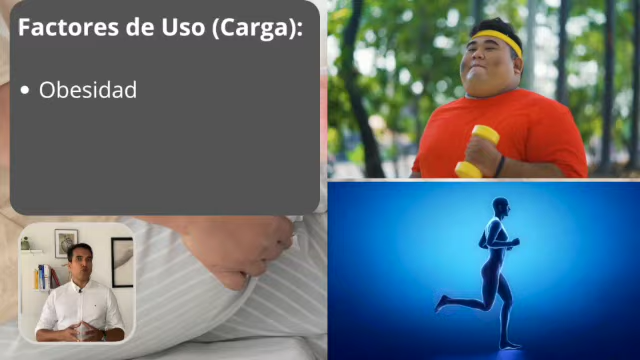 Factores de Uso (Carga):
• Obesidad